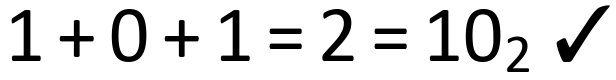 1 + 0 + 1 = 2 = 10₂ ✓